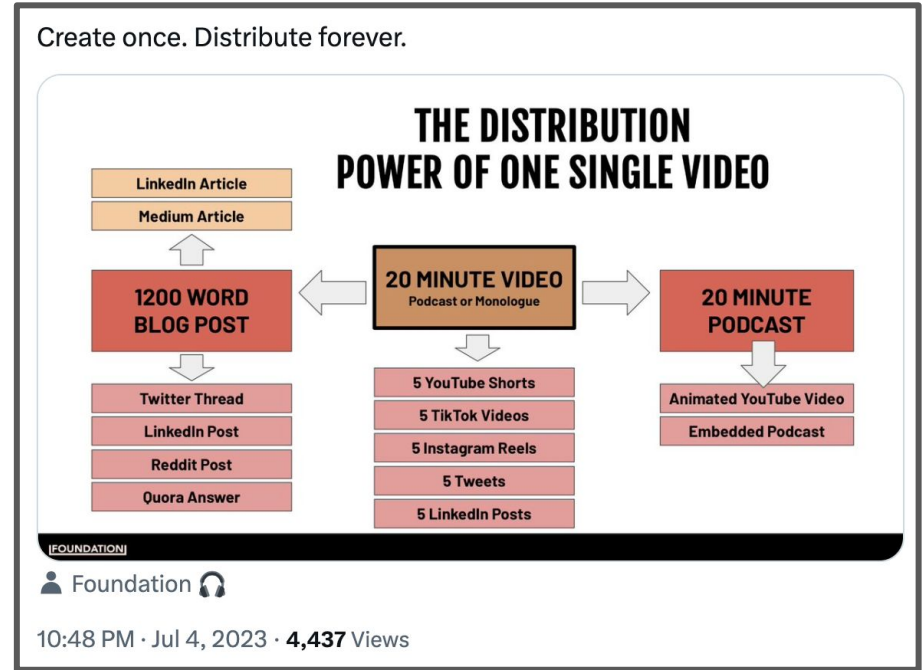 Create once. Distribute forever.
THE DISTRIBUTION
POWER OF ONE SINGLE VIDEO
LinkedIn Article
Medium Article
1200 WORD
BLOG POST
Twitter Thread
LinkedIn Post
Reddit Post
Quora Answer
20 MINUTE VIDEO
Podcast or Monologue
5 YouTube Shorts
5 TikTok Videos
5 Instagram Reels
5 Tweets
5 LinkedIn Posts
20 MINUTE
PODCAST
Animated YouTube Video
Embedded Podcast
|FOUNDATION|
Foundation 🎧
10:48 PM · Jul 4, 2023 · 4,437 Views